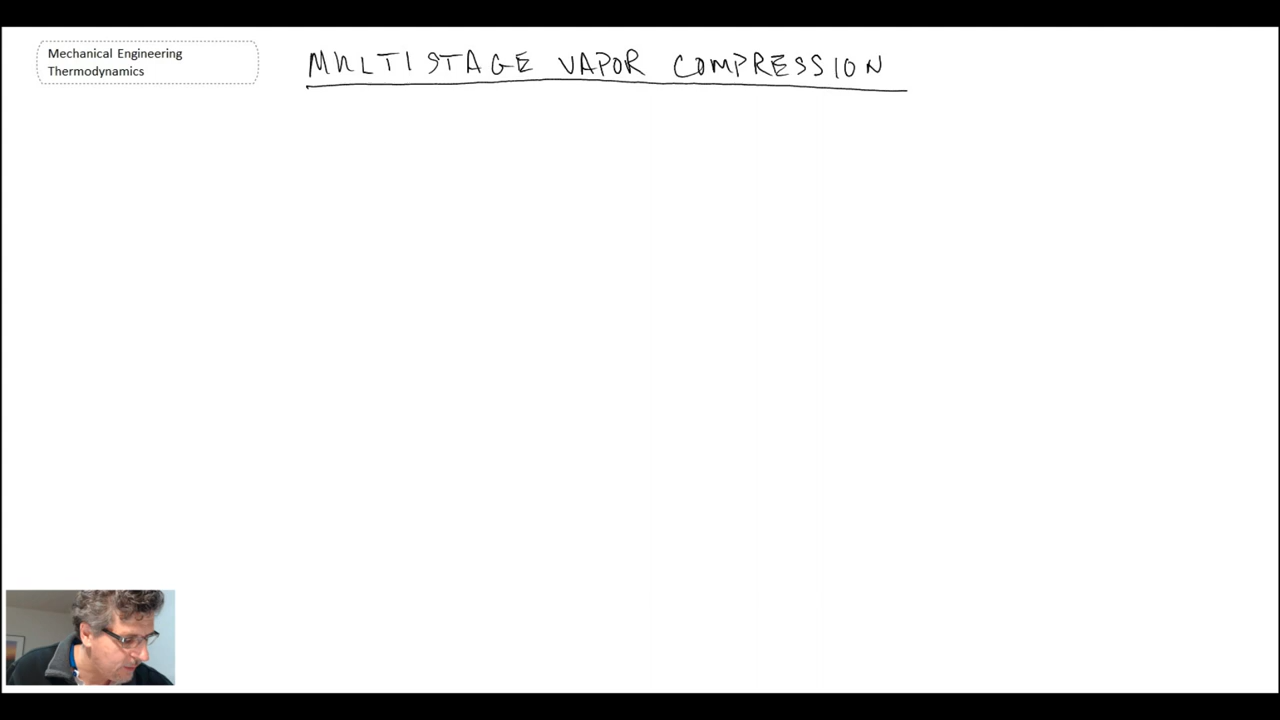 Mechanical Engineering
Thermodynamics
MULTISTAGE VAPOR COMPRESSION